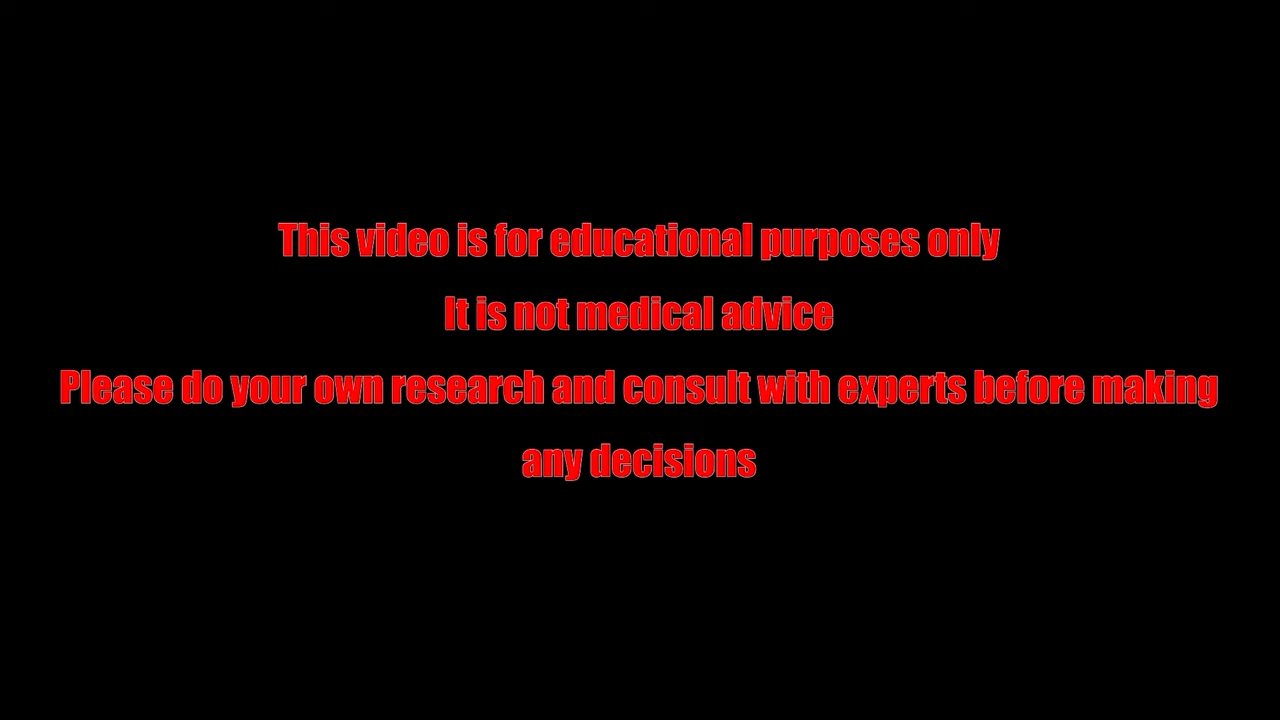 This video is for educational purposes only
It is not medical advice
Please do your own research and consult with experts before making
any decisions